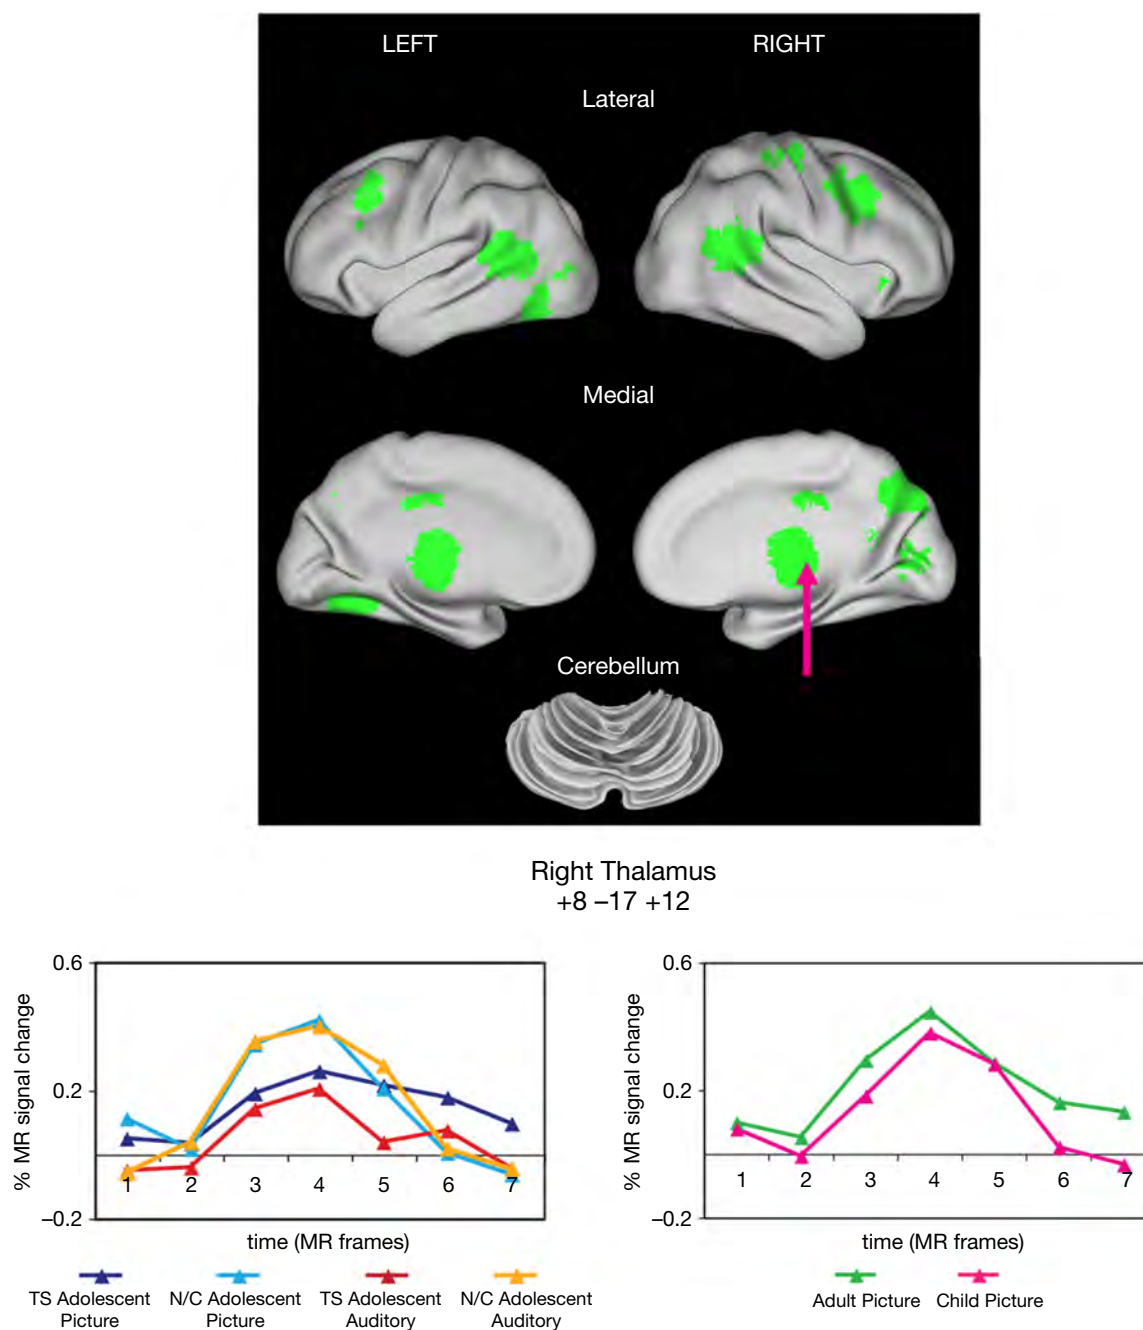 LEFT
RIGHT
Lateral
Medial
Cerebellum
Right Thalamus
+8 –17 +12
0.6
0.2
–0.2
% MR signal change
1 2 3 4 5 6 7
time (MR frames)
TS Adolescent Picture
N/C Adolescent Picture
TS Adolescent Auditory
N/C Adolescent Auditory
0.6
0.2
–0.2
% MR signal change
1 2 3 4 5 6 7
time (MR frames)
Adult Picture
Child Picture